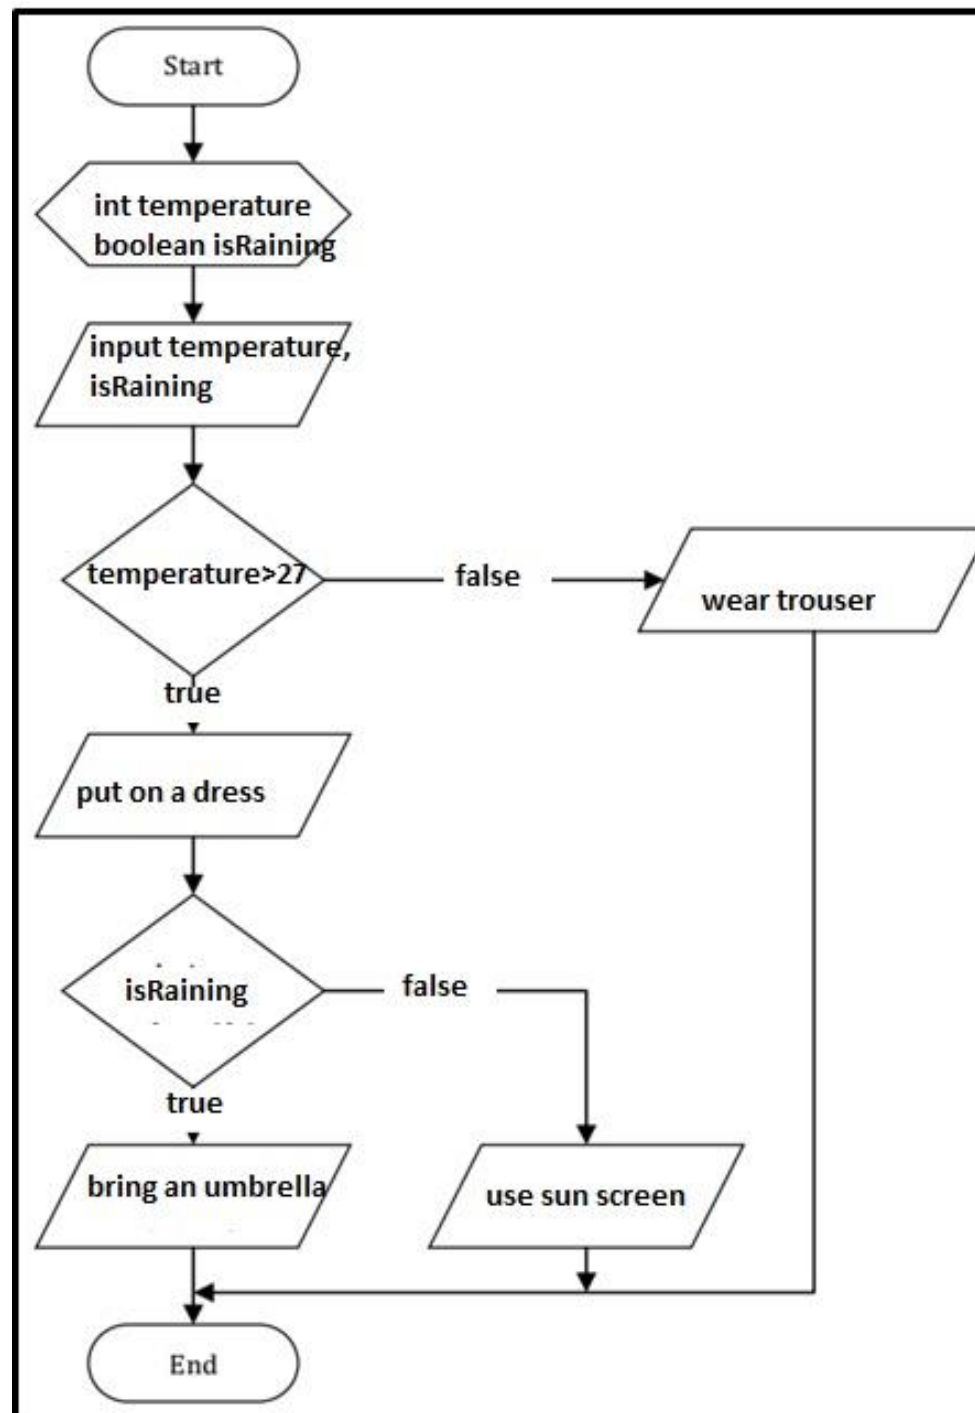 Start
int temperature
boolean isRaining
input temperature,
isRaining
temperature>27
false
wear trouser
true
put on a dress
isRaining
false
true
bring an umbrella
use sun screen
End